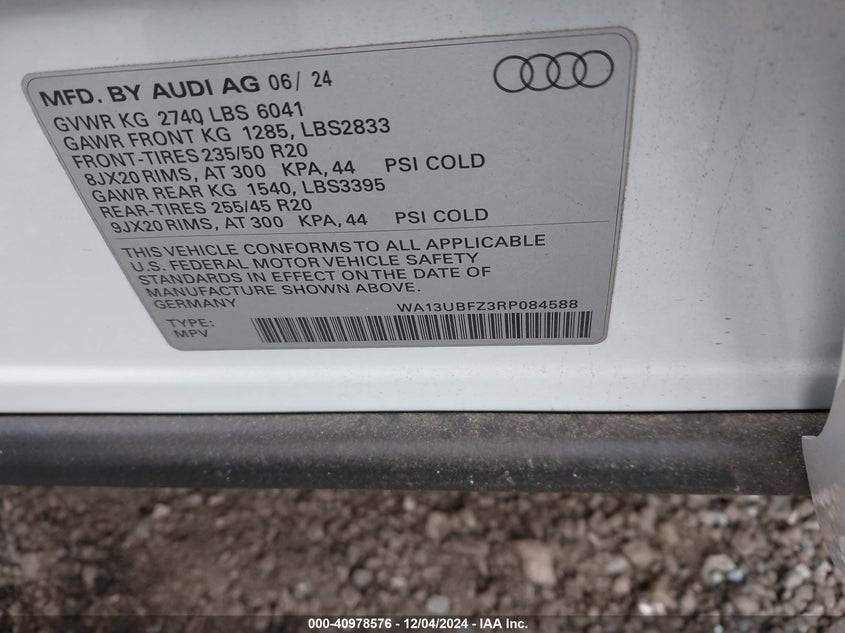 MFD. BY AUDI AG 06/ 24
GVWR KG 2740 LBS 6041
GAWR FRONT KG 1285, LBS2833
FRONT-TIRES 235/50 R20
8JX20 RIMS, AT 300 KPA, 44 PSI COLD
GAWR REAR KG 1540, LBS3395
REAR-TIRES 255/45 R20
9JX20 RIMS, AT 300 KPA, 44 PSI COLD
THIS VEHICLE CONFORMS TO ALL APPLICABLE
U.S. FEDERAL MOTOR VEHICLE SAFETY
STANDARDS IN EFFECT ON THE DATE OF
MANUFACTURE SHOWN ABOVE.
GERMANY
WA13UBFZ3RP084588
TYPE:
MPV
000-40978576 - 12/04/2024 - IAA Inc.